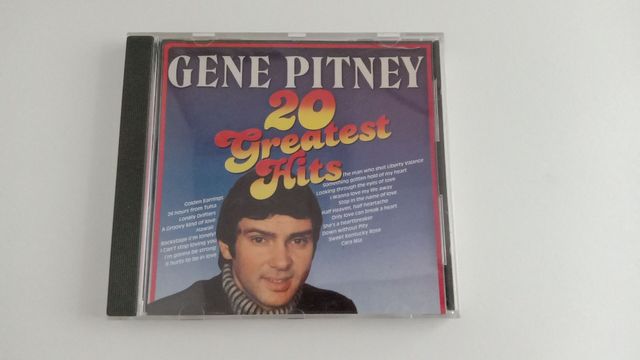 GENE PITNEY
20
Greatest
Hits
Golden Earrings
24 hours from Tulsa
Lonely Drifters
A Groovy kind of love
Hawaii
Backstage (I'm lonely)
I Can't stop loving you
I'm gonna be strong
It hurts to be in love
The man who shot Liberty Valance
Something gotten hold of my heart
Looking through the eyes of love
I Wanna love my life away
Stop in the name of love
Half Heaven, half heartache
Only love can break a heart
She's a heartbreaker
Down without Pity
Sweet Kentucky Rose
Cara Mia